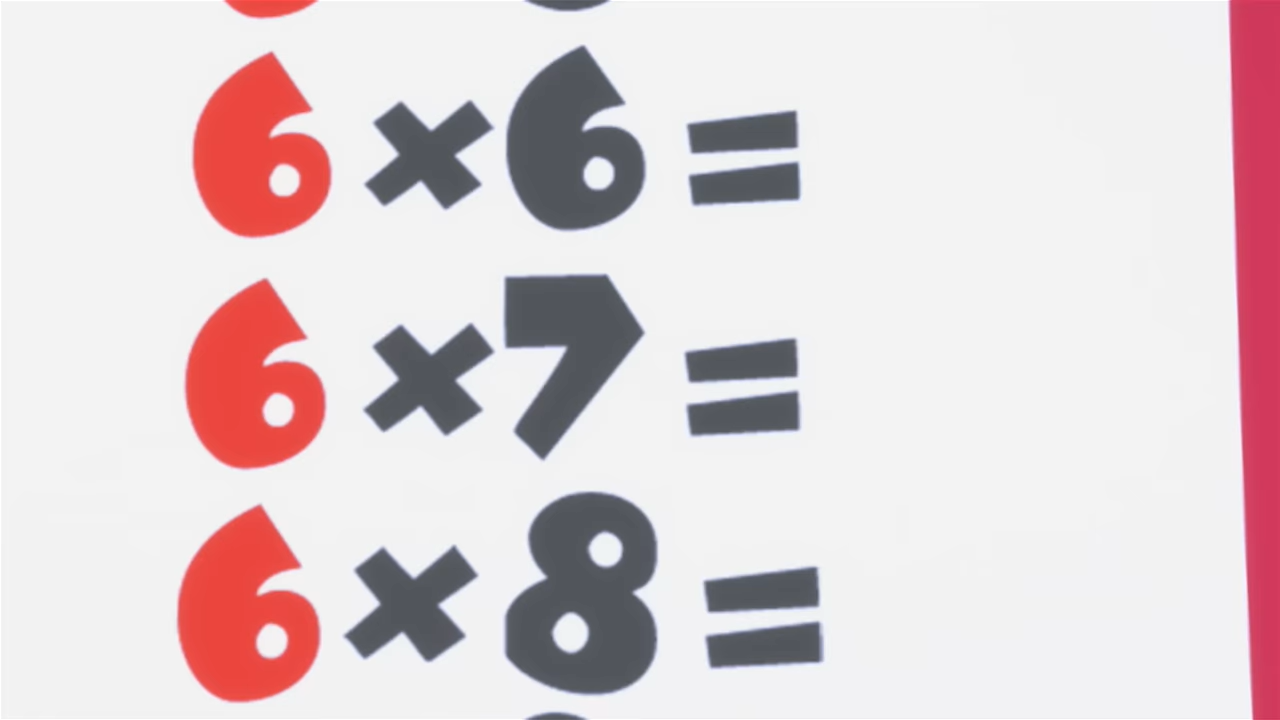 6 × 6 =
6 × 7 =
6 × 8 =